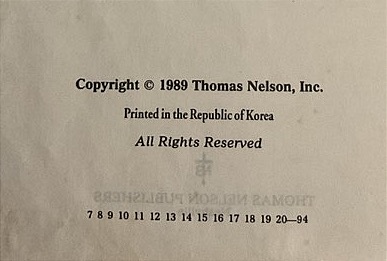 Copyright © 1989 Thomas Nelson, Inc.
Printed in the Republic of Korea
All Rights Reserved
THOMAS NELSON PUBLISHERS
7 8 9 10 11 12 13 14 15 16 17 18 19 20—94